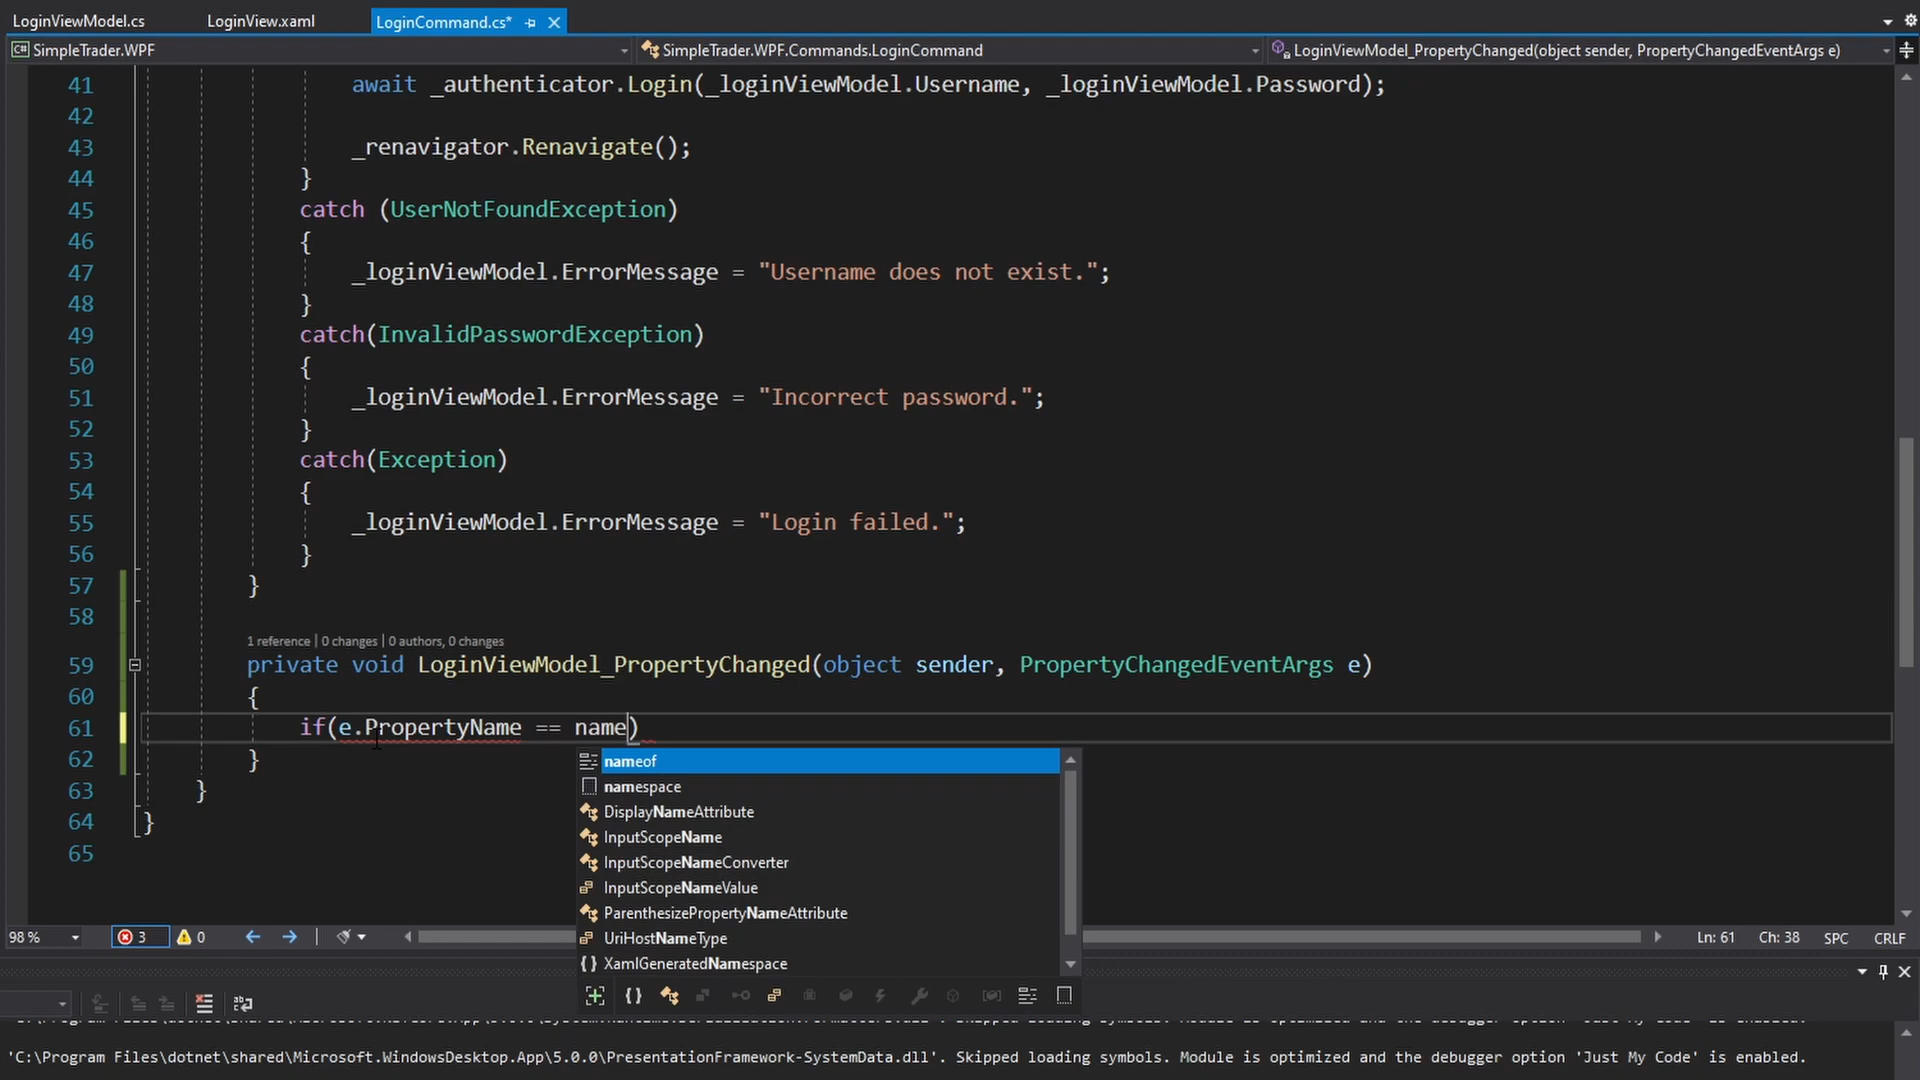 LoginViewModel.cs LoginView.xaml LoginCommand.cs*
SimpleTrader.WPF SimpleTrader.WPF.Commands.LoginCommand LoginViewModel_PropertyChanged(object sender, PropertyChangedEventArgs e)
41 await _authenticator.Login(_loginViewModel.Username, _loginViewModel.Password);
42
43 _renavigator.Renavigate();
44 }
45 catch (UserNotFoundException)
46 {
47 _loginViewModel.ErrorMessage = "Username does not exist.";
48 }
49 catch(InvalidPasswordException)
50 {
51 _loginViewModel.ErrorMessage = "Incorrect password.";
52 }
53 catch(Exception)
54 {
55 _loginViewModel.ErrorMessage = "Login failed.";
56 }
57 }
58
1 reference | 0 changes | 0 authors, 0 changes
59 private void LoginViewModel_PropertyChanged(object sender, PropertyChangedEventArgs e)
60 {
61 if(e.PropertyName == name)
62 }
63 }
64 }
65
nameof
namespace
DisplayNameAttribute
InputScopeName
InputScopeNameConverter
InputScopeNameValue
ParenthesizePropertyNameAttribute
UriHostNameType
XamlGeneratedNamespace
98 % 3 0 Ln: 61 Ch: 38 SPC CRLF
'C:\Program Files\dotnet\shared\Microsoft.WindowsDesktop.App\5.0.0\PresentationFramework-SystemData.dll'. Skipped loading symbols. Module is optimized and the debugger option 'Just My Code' is enabled.